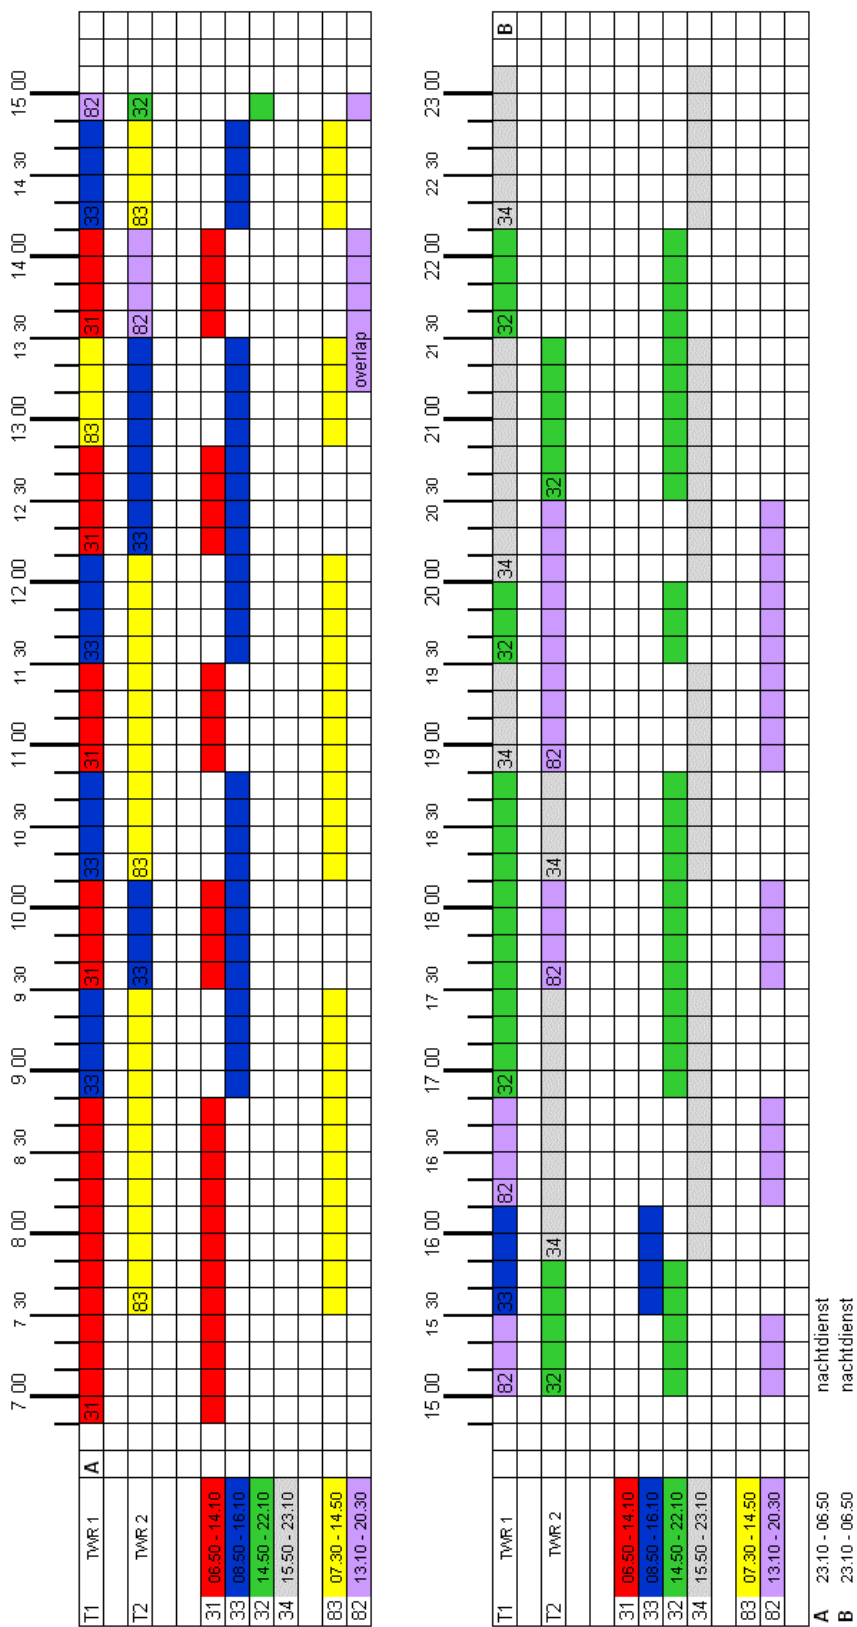 7 00 7 30 8 00 8 30 9 00 9 30 10 00 10 30 11 00 11 30 12 00 12 30 13 00 13 30 14 00 14 30 15 00
T1 TWR 1 A 31 33 31 33 31 33 31 83 31 33 82
T2 TWR 2 83 33 83 33 82 83 32
31 06.50 - 14.10
33 08.50 - 16.10
32 14.50 - 22.10
34 15.50 - 23.10
83 07.30 - 14.50
82 13.10 - 20.30 overlap
15 00 15 30 16 00 16 30 17 00 17 30 18 00 18 30 19 00 19 30 20 00 20 30 21 00 21 30 22 00 22 30 23 00
T1 TWR 1 82 33 82 32 34 32 34 32 34 B
T2 TWR 2 32 34 82 34 82 32
31 06.50 - 14.10
33 08.50 - 16.10
32 14.50 - 22.10
34 15.50 - 23.10
83 07.30 - 14.50
82 13.10 - 20.30
A 23.10 - 06.50 nachtdienst
B 23.10 - 06.50 nachtdienst